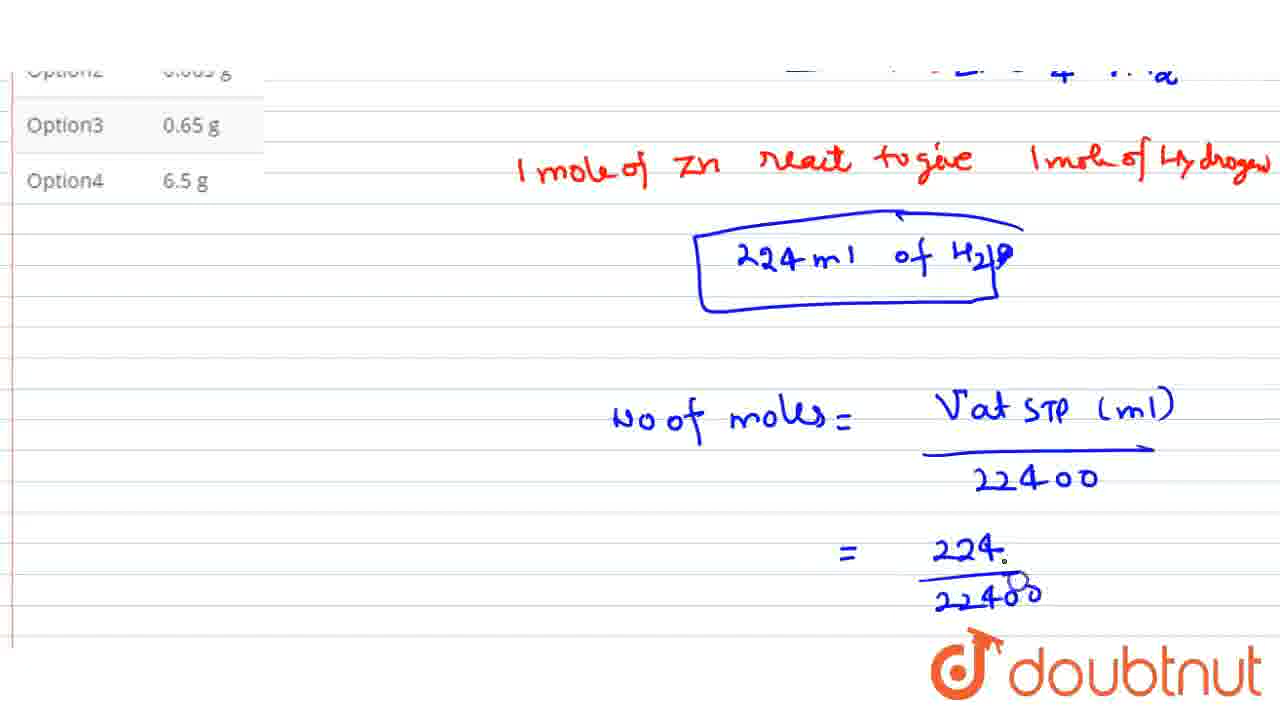 Option3 0.65 g
Option4 6.5 g
1 mole of Zn react to give 1 mole of Hydrogen
224 ml of H2
No of moles = V at STP (ml)
22400
= 224
22400
doubtnut